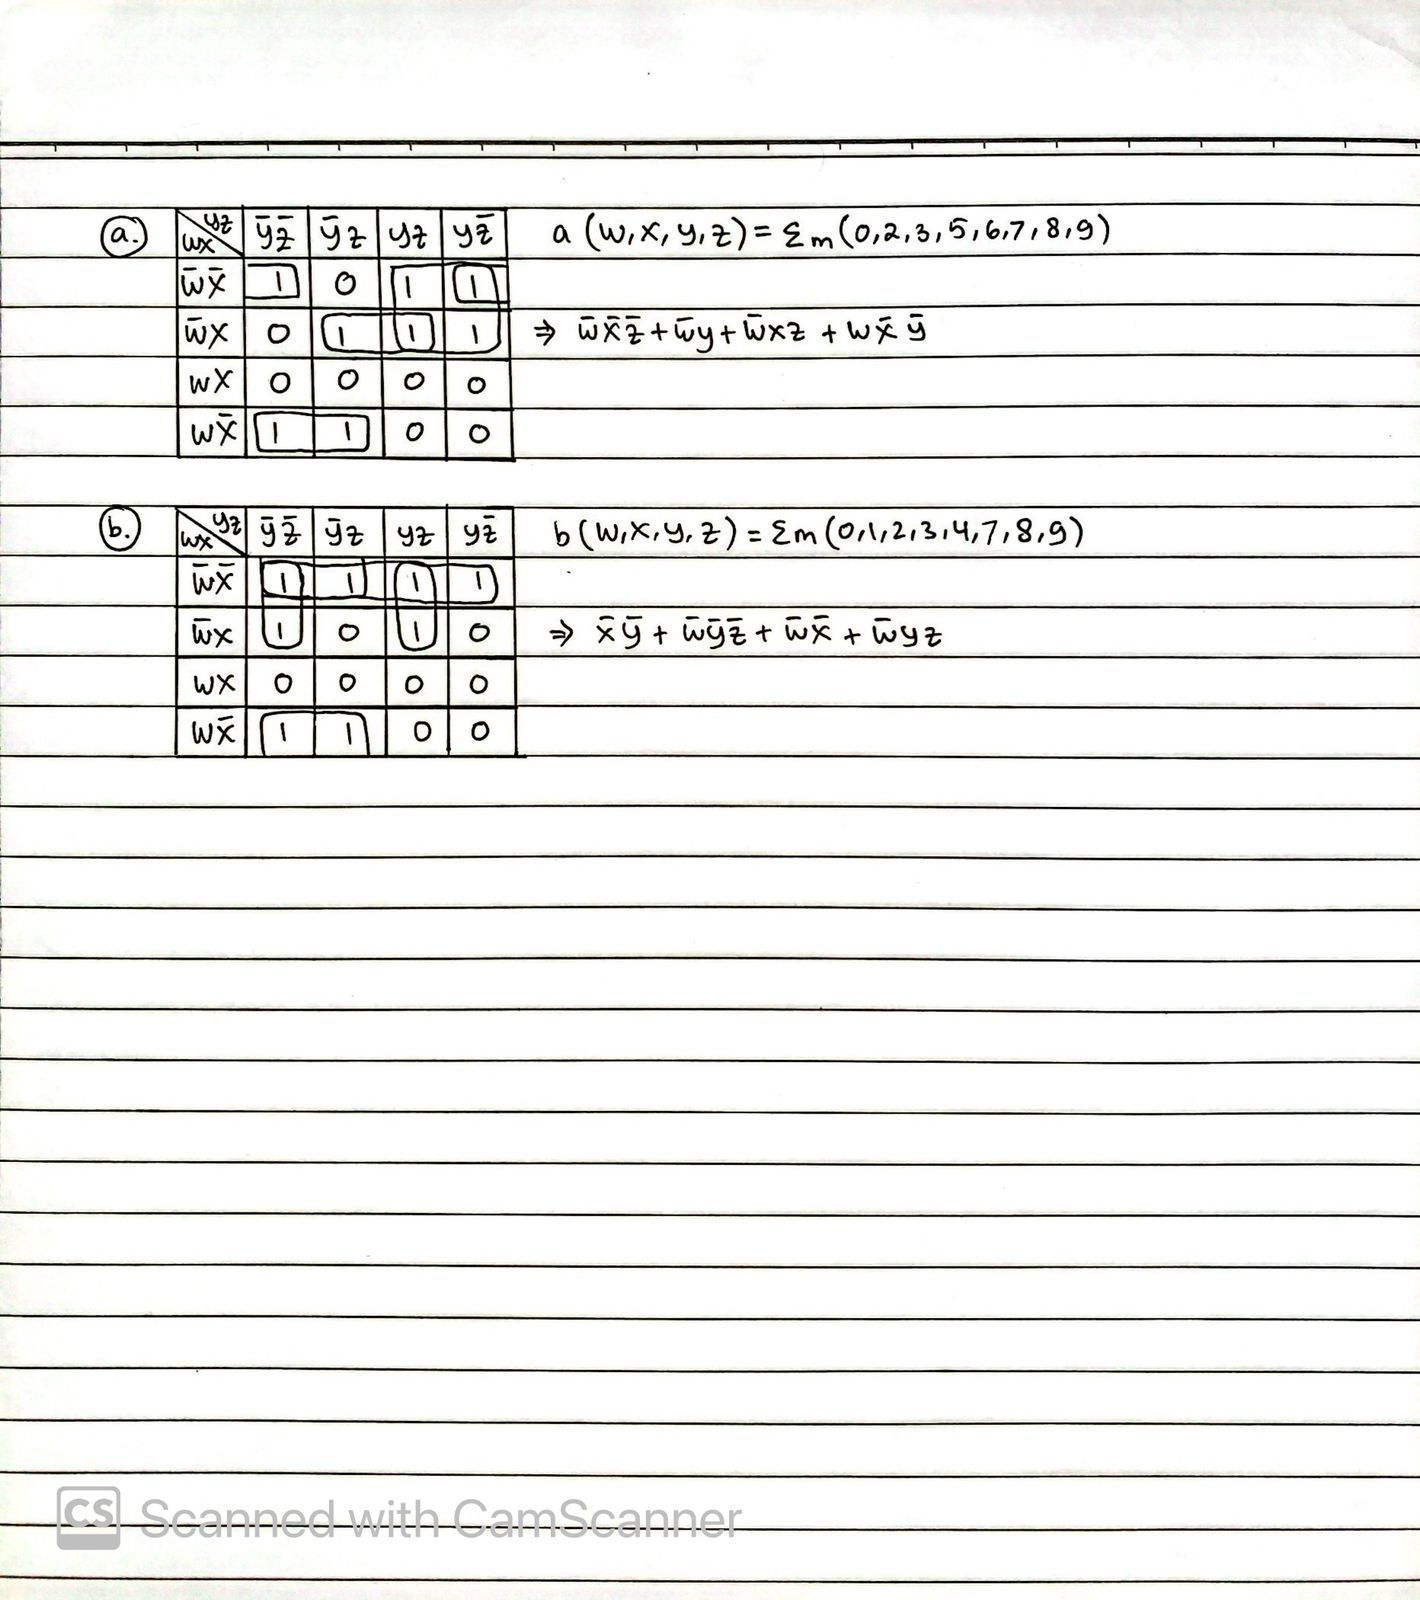 a. wx yz ȳz̄ ȳz yz yz̄ a (w,x,y,z) = Σm (0,2,3,5,6,7,8,9)
w̄x̄ 1 0 1 1
w̄x 0 1 1 1 ⇒ w̄x̄z̄ + w̄y + w̄xz + wx̄ȳ
wx 0 0 0 0
wx̄ 1 1 0 0
b. wx yz ȳz̄ ȳz yz yz̄ b (w,x,y,z) = Σm (0,1,2,3,4,7,8,9)
w̄x̄ 1 1 1 1
w̄x 1 0 1 0 ⇒ x̄ȳ + w̄ȳz̄ + w̄x̄ + w̄yz
wx 0 0 0 0
wx̄ 1 1 0 0
CS Scanned with CamScanner